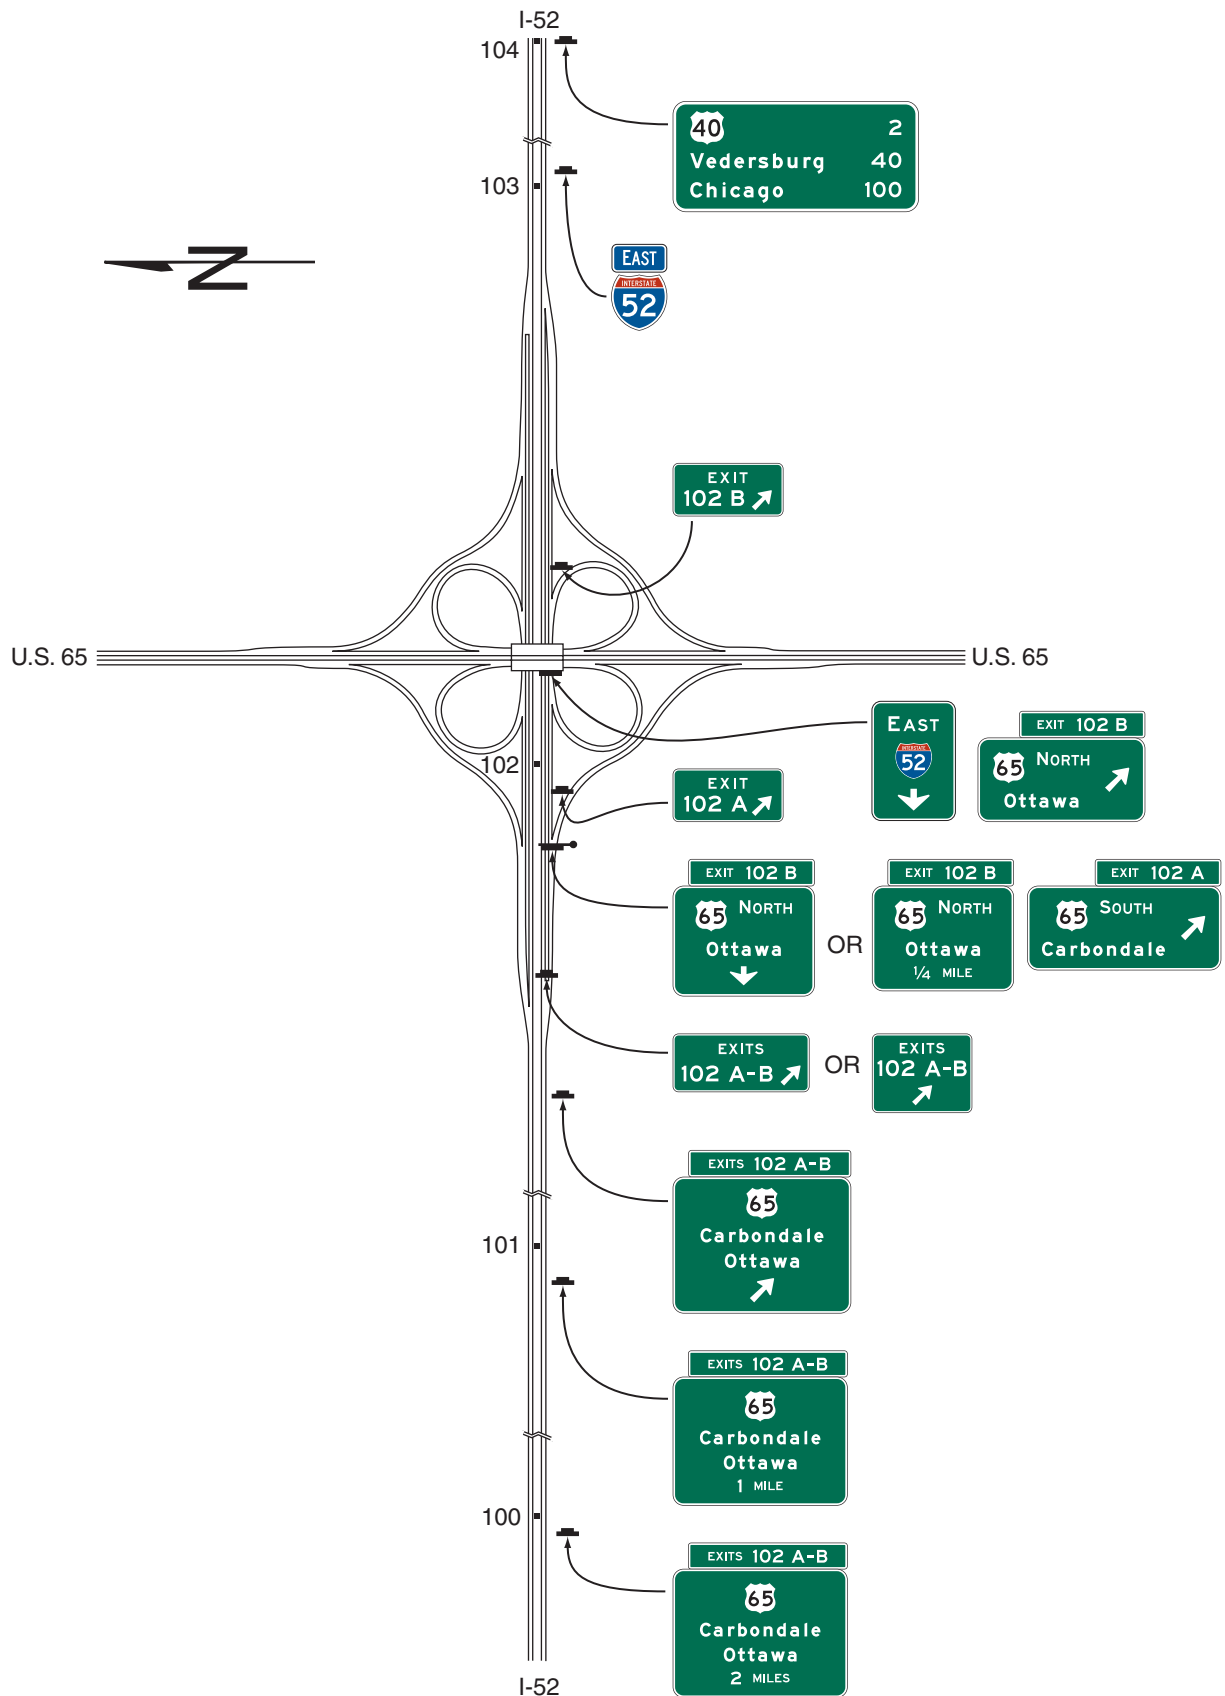 I-52
104
40 2
Vedersburg 40
Chicago 100
103
N
EAST
INTERSTATE
52
EXIT
102 B
U.S. 65
U.S. 65
EAST
INTERSTATE
52
EXIT 102 B
65 NORTH
Ottawa
102
EXIT
102 A
EXIT 102 B
65 NORTH
Ottawa
OR
EXIT 102 B
65 NORTH
Ottawa
1/4 MILE
EXIT 102 A
65 SOUTH
Carbondale
EXITS
102 A-B
OR
EXITS
102 A-B
EXITS 102 A-B
65
Carbondale
Ottawa
101
EXITS 102 A-B
65
Carbondale
Ottawa
1 MILE
100
EXITS 102 A-B
65
Carbondale
Ottawa
2 MILES
I-52